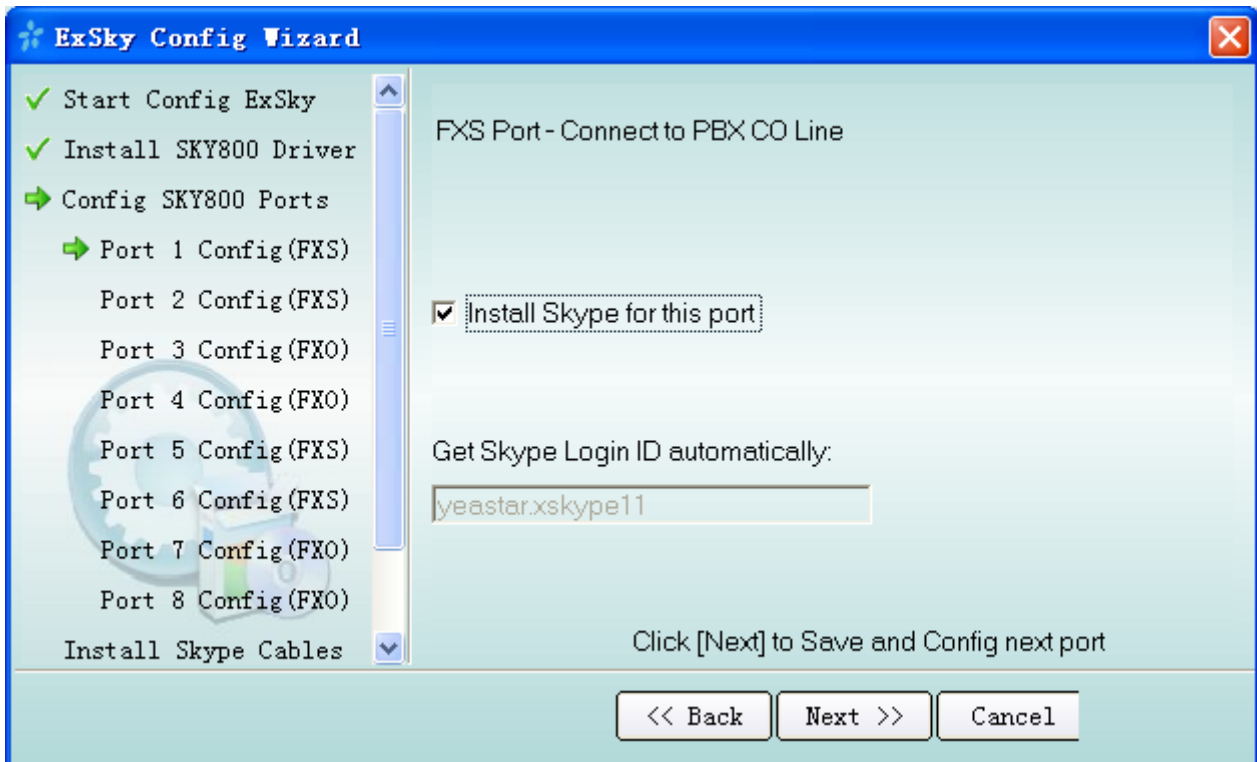 ExSky Config Wizard
Start Config ExSky
Install SKY800 Driver
Config SKY800 Ports
Port 1 Config(FXS)
Port 2 Config(FXS)
Port 3 Config(FXO)
Port 4 Config(FXO)
Port 5 Config(FXS)
Port 6 Config(FXS)
Port 7 Config(FXO)
Port 8 Config(FXO)
Install Skype Cables
FXS Port - Connect to PBX CO Line
Install Skype for this port
Get Skype Login ID automatically:
yeastar.xskype11
Click [Next] to Save and Config next port
<< Back
Next >>
Cancel